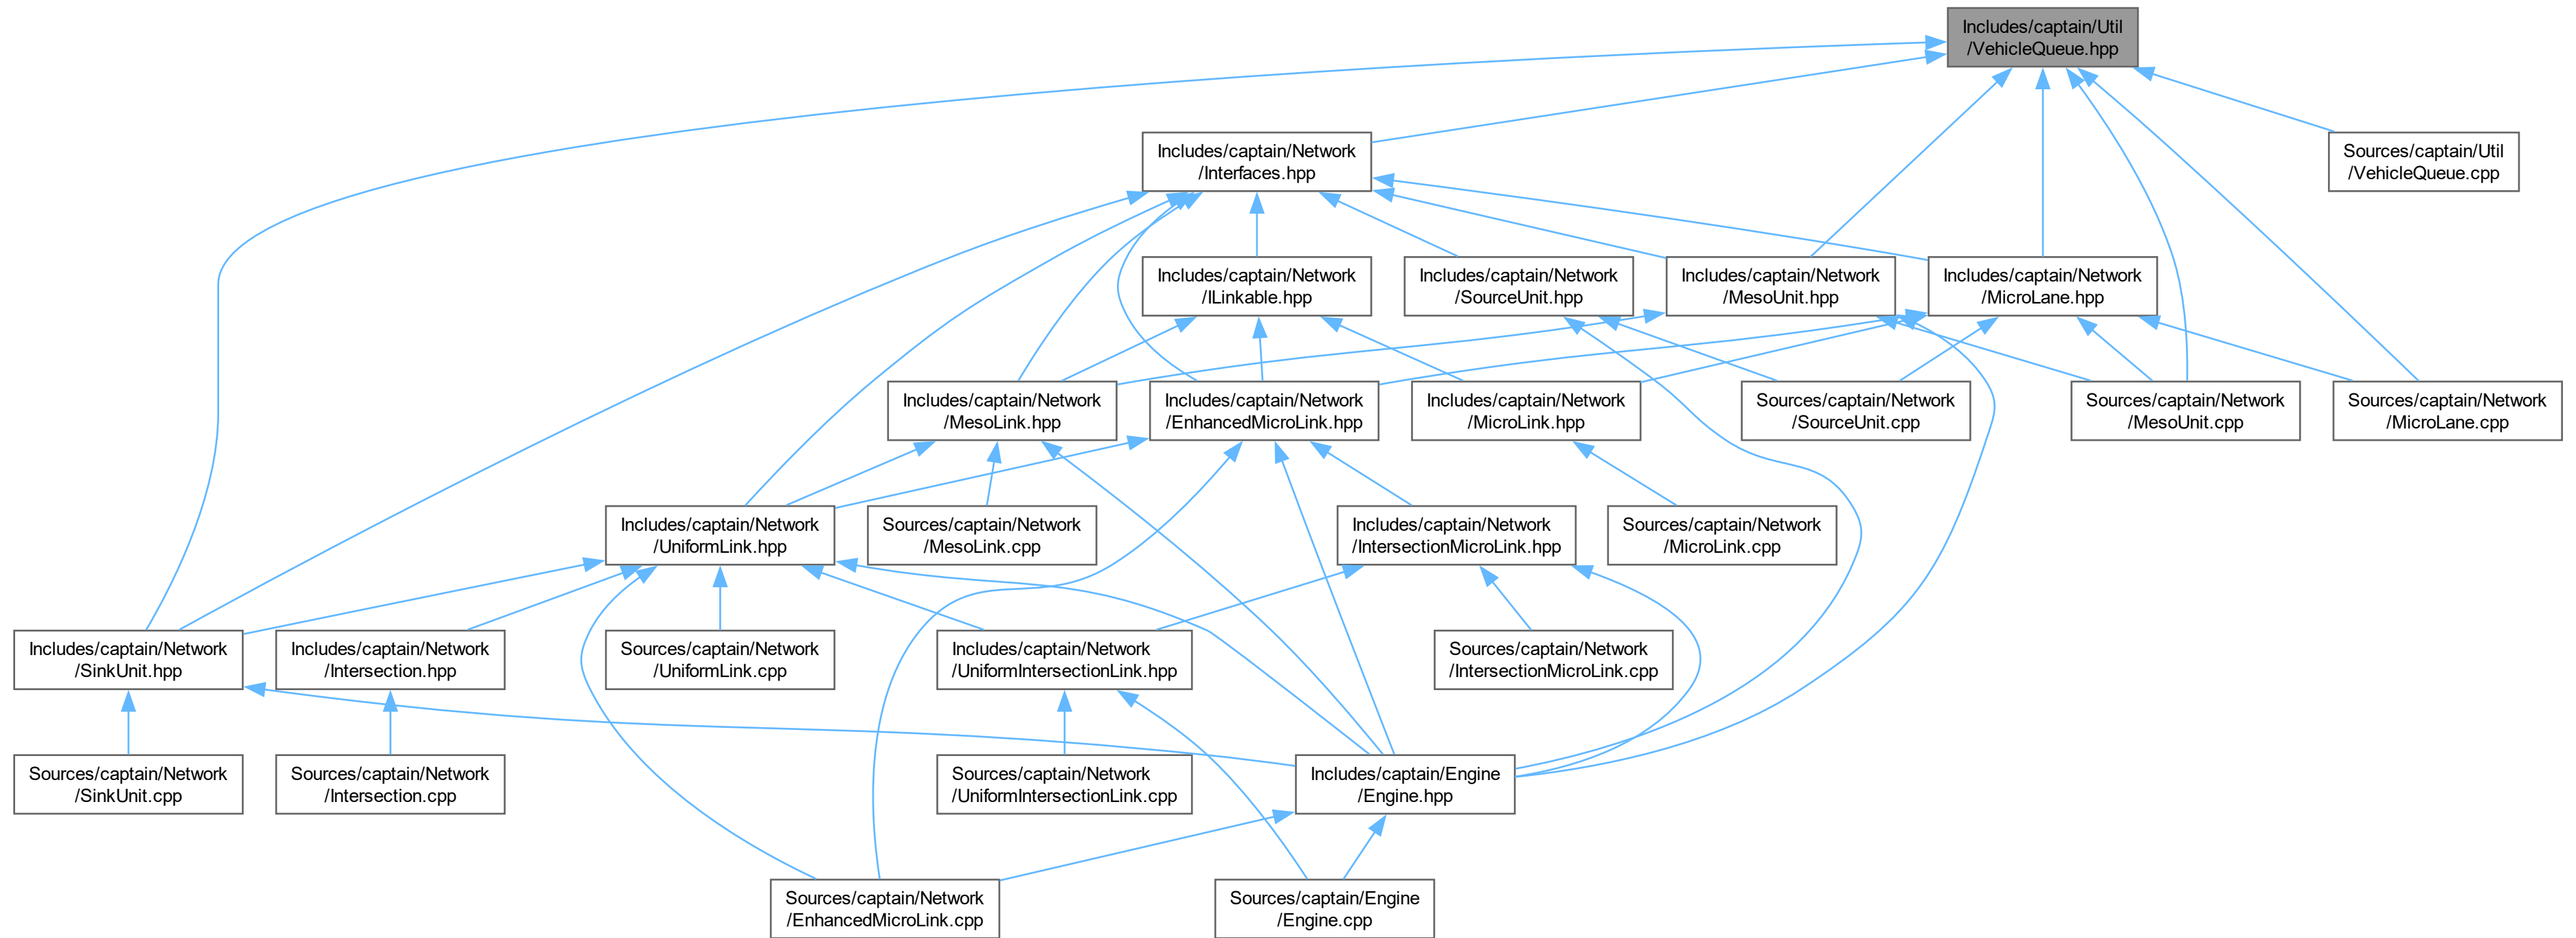 Includes/captain/Util
/VehicleQueue.hpp
Includes/captain/Network
/Interfaces.hpp
Sources/captain/Util
/VehicleQueue.cpp
Includes/captain/Network
/ILinkable.hpp
Includes/captain/Network
/SourceUnit.hpp
Includes/captain/Network
/MesoUnit.hpp
Includes/captain/Network
/MicroLane.hpp
Includes/captain/Network
/MesoLink.hpp
Includes/captain/Network
/EnhancedMicroLink.hpp
Includes/captain/Network
/MicroLink.hpp
Sources/captain/Network
/SourceUnit.cpp
Sources/captain/Network
/MesoUnit.cpp
Sources/captain/Network
/MicroLane.cpp
Includes/captain/Network
/UniformLink.hpp
Sources/captain/Network
/MesoLink.cpp
Includes/captain/Network
/IntersectionMicroLink.hpp
Sources/captain/Network
/MicroLink.cpp
Includes/captain/Network
/SinkUnit.hpp
Includes/captain/Network
/Intersection.hpp
Sources/captain/Network
/UniformLink.cpp
Includes/captain/Network
/UniformIntersectionLink.hpp
Sources/captain/Network
/IntersectionMicroLink.cpp
Sources/captain/Network
/SinkUnit.cpp
Sources/captain/Network
/Intersection.cpp
Sources/captain/Network
/UniformIntersectionLink.cpp
Includes/captain/Engine
/Engine.hpp
Sources/captain/Network
/EnhancedMicroLink.cpp
Sources/captain/Engine
/Engine.cpp